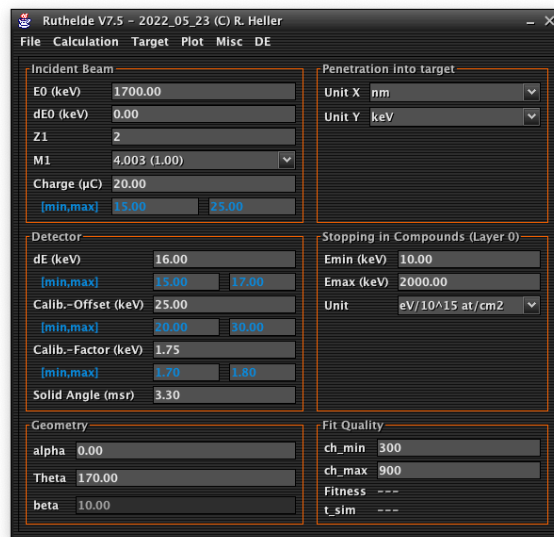 Ruthelde V7.5 - 2022_05_23 (C) R. Heller
File Calculation Target Plot Misc DE
Incident Beam
E0 (keV) 1700.00
dE0 (keV) 0.00
Z1 2
M1 4.003 (1.00)
Charge (µC) 20.00
[min,max] 15.00 25.00
Penetration into target
Unit X nm
Unit Y keV
Detector
dE (keV) 16.00
[min,max] 15.00 17.00
Calib.-Offset (keV) 25.00
[min,max] 20.00 30.00
Calib.-Factor (keV) 1.75
[min,max] 1.70 1.80
Solid Angle (msr) 3.30
Stopping in Compounds (Layer 0)
Emin (keV) 10.00
Emax (keV) 2000.00
Unit eV/10^15 at/cm2
Geometry
alpha 0.00
Theta 170.00
beta 10.00
Fit Quality
ch_min 300
ch_max 900
Fitness ---
t_sim ---